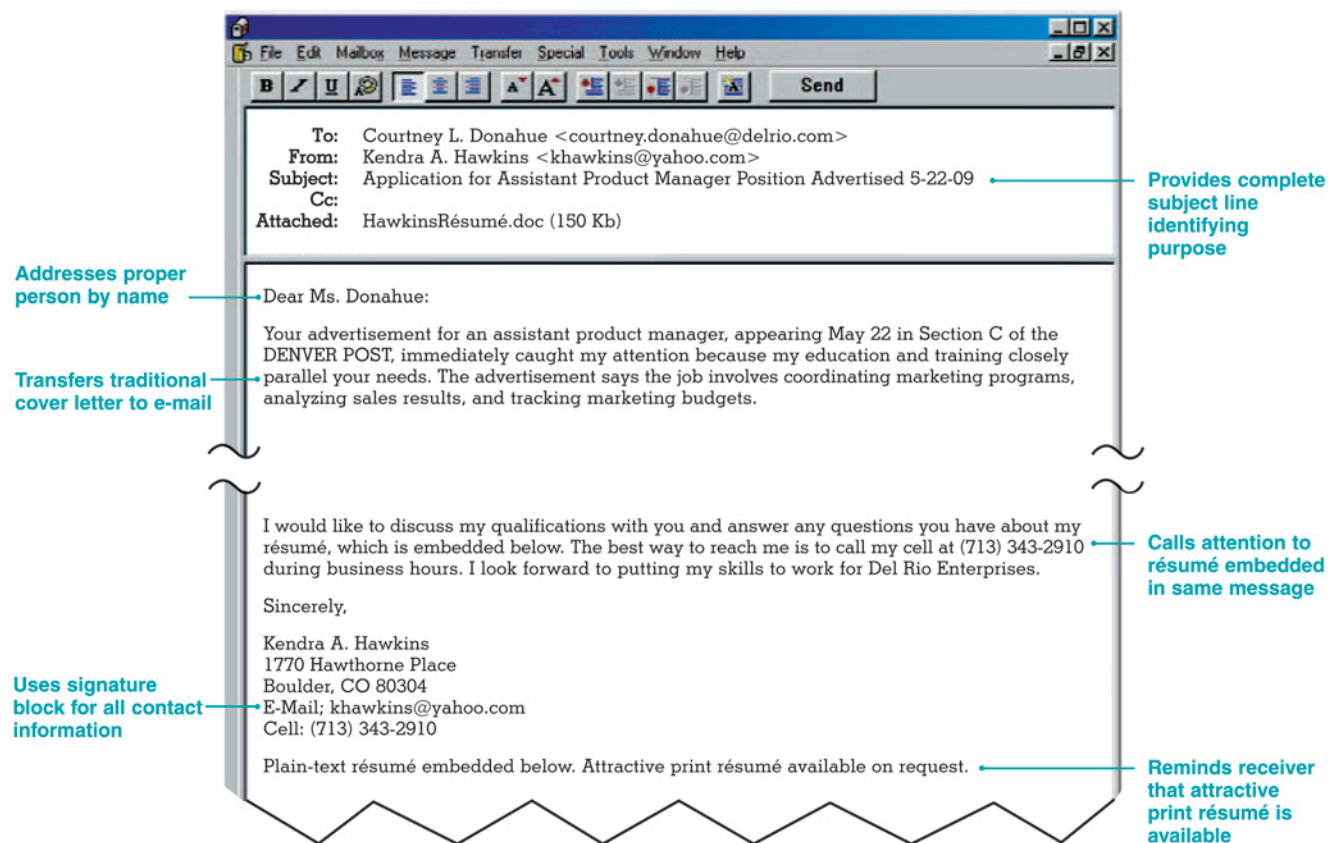 File Edit Mailbox Message Transfer Special Tools Window Help
B I U A A A A Send
To: Courtney L. Donahue <courtney.donahue@delrio.com>
From: Kendra A. Hawkins <khawkins@yahoo.com>
Subject: Application for Assistant Product Manager Position Advertised 5-22-09
Cc:
Attached: HawkinsRésumé.doc (150 Kb)
Provides complete
subject line
identifying
purpose
Addresses proper
person by name
Dear Ms. Donahue:
Your advertisement for an assistant product manager, appearing May 22 in Section C of the
DENVER POST, immediately caught my attention because my education and training closely
parallel your needs. The advertisement says the job involves coordinating marketing programs,
analyzing sales results, and tracking marketing budgets.
Transfers traditional
cover letter to e-mail
I would like to discuss my qualifications with you and answer any questions you have about my
résumé, which is embedded below. The best way to reach me is to call my cell at (713) 343-2910
during business hours. I look forward to putting my skills to work for Del Rio Enterprises.
Calls attention to
résumé embedded
in same message
Sincerely,
Kendra A. Hawkins
1770 Hawthorne Place
Boulder, CO 80304
E-Mail; khawkins@yahoo.com
Cell: (713) 343-2910
Uses signature
block for all contact
information
Plain-text résumé embedded below. Attractive print résumé available on request.
Reminds receiver
that attractive
print résumé is
available